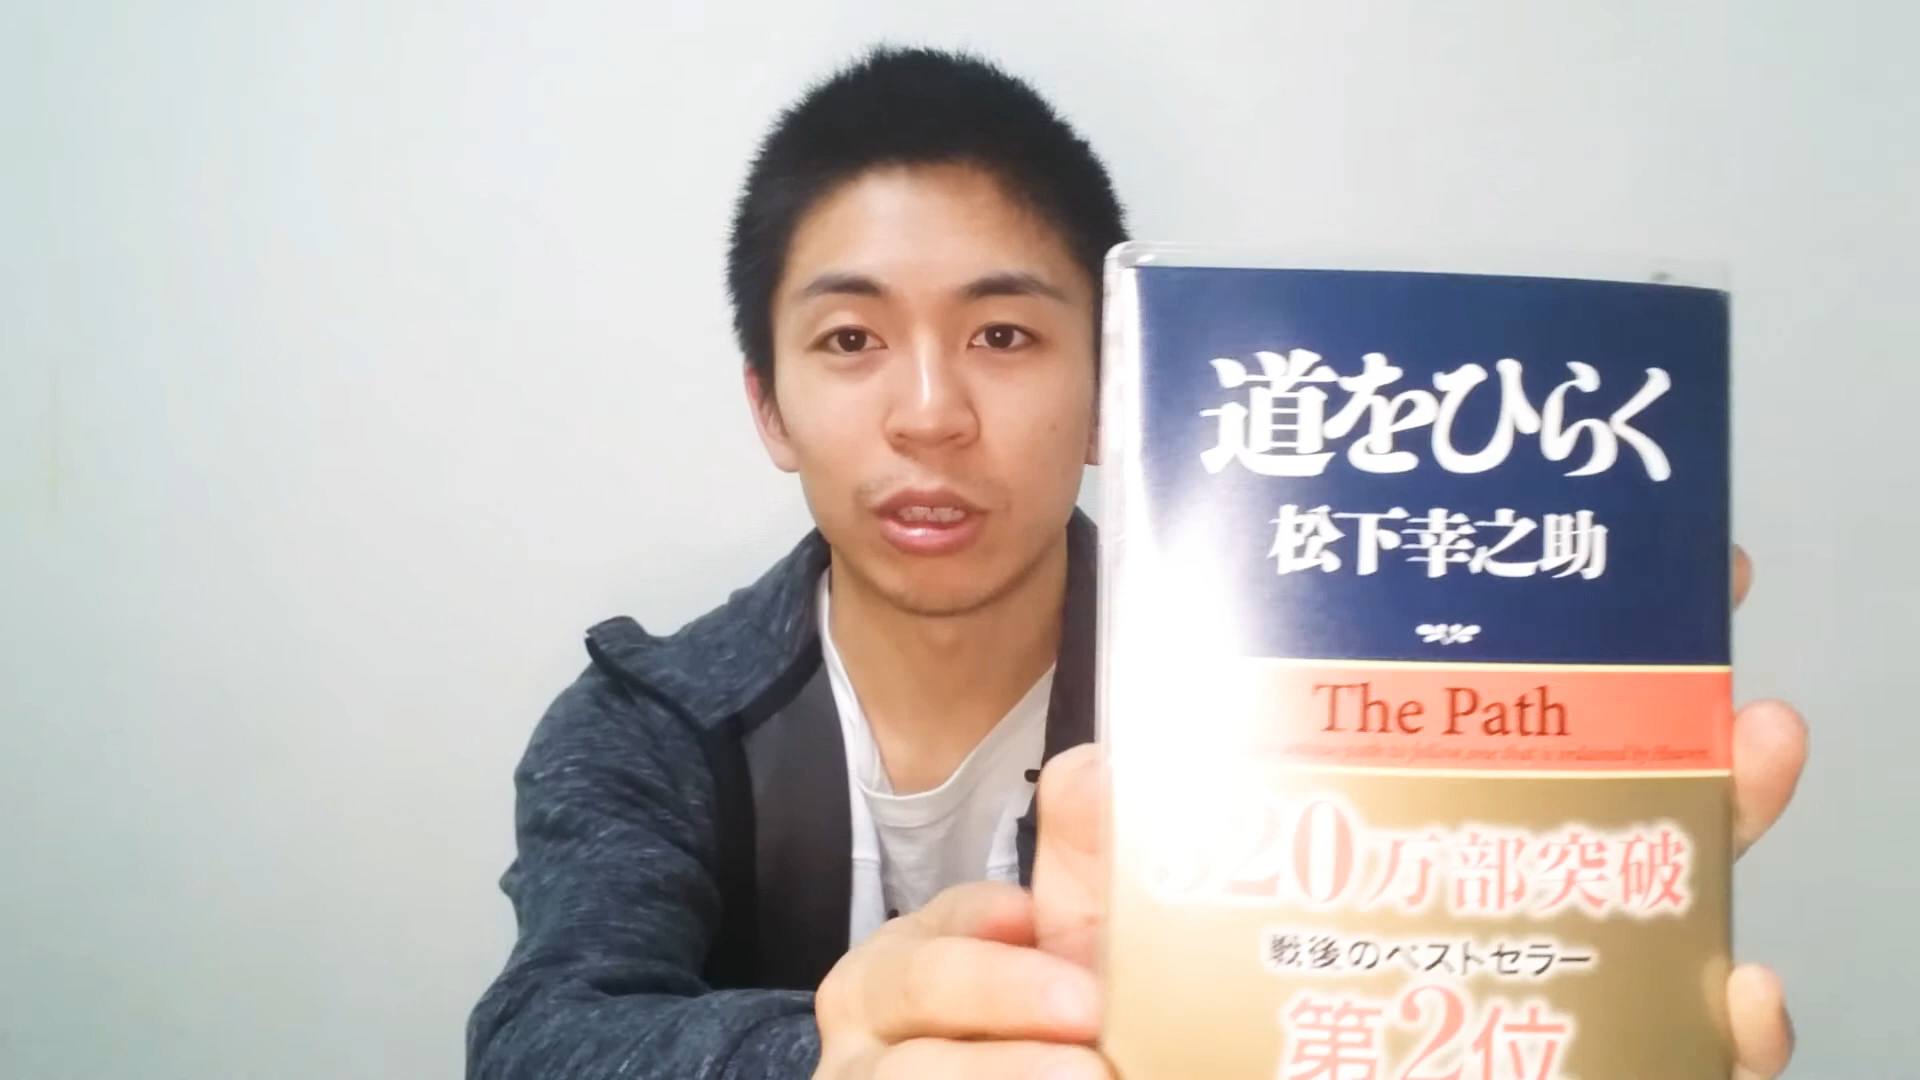 道をひらく
松下幸之助
The Path
20万部突破
戦後のベストセラー
第2位